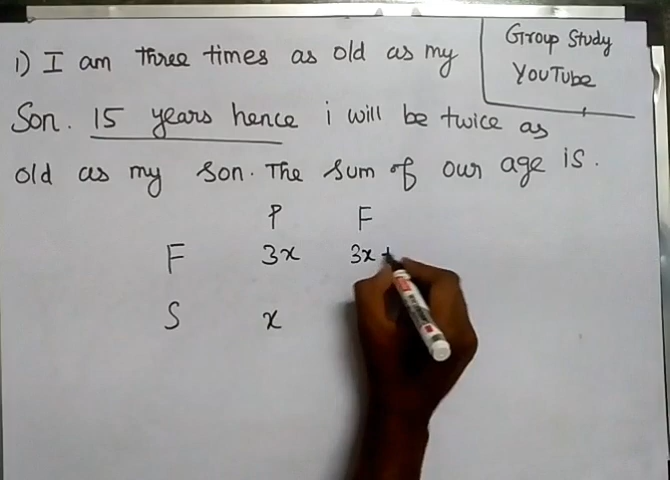 1) I am three times as old as my
Son. 15 years hence i will be twice as
old as my son. The sum of our age is.
Group Study
YouTube
P F
F 3x 3x +
S x